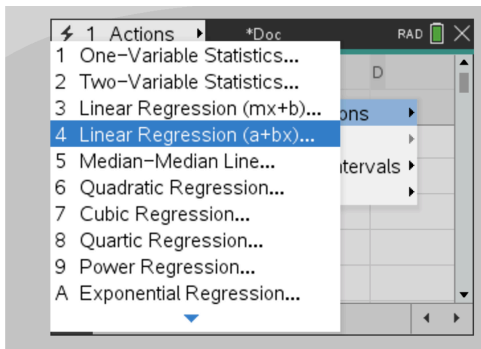 1 Actions *Doc RAD
1 One-Variable Statistics...
2 Two-Variable Statistics...
3 Linear Regression (mx+b)...
4 Linear Regression (a+bx)...
5 Median-Median Line...
6 Quadratic Regression...
7 Cubic Regression...
8 Quartic Regression...
9 Power Regression...
A Exponential Regression...
D
ons
tervals